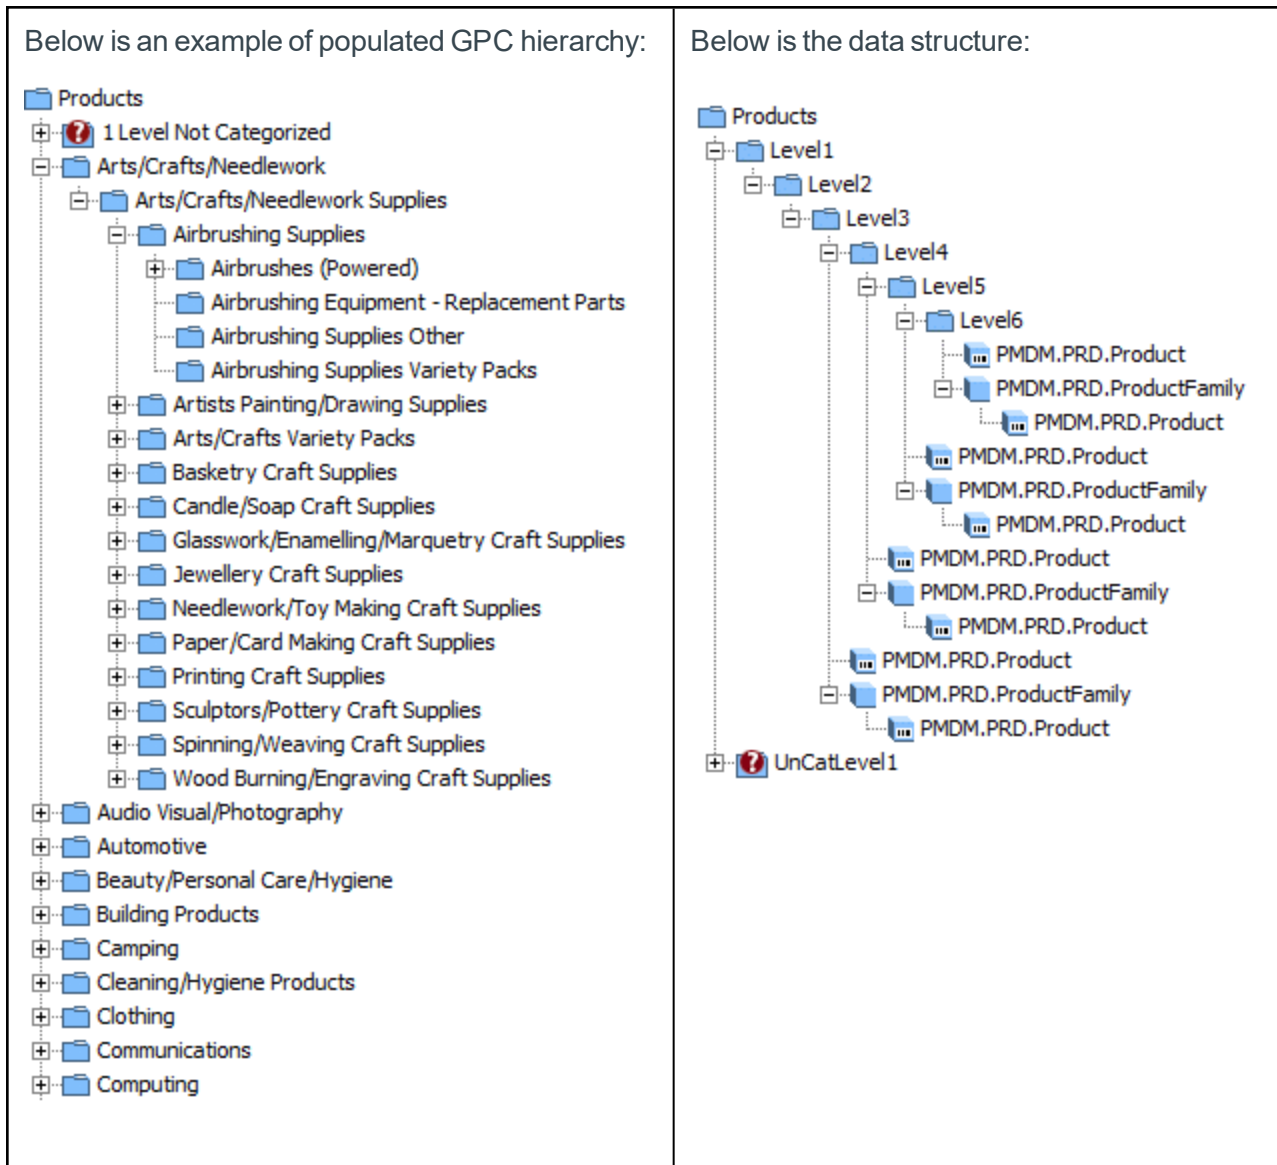 Below is an example of populated GPC hierarchy:
Products
1 Level Not Categorized
Arts/Crafts/Needlework
Arts/Crafts/Needlework Supplies
Airbrushing Supplies
Airbrushes (Powered)
Airbrushing Equipment - Replacement Parts
Airbrushing Supplies Other
Airbrushing Supplies Variety Packs
Artists Painting/Drawing Supplies
Arts/Crafts Variety Packs
Basketry Craft Supplies
Candle/Soap Craft Supplies
Glasswork/Enamelling/Marquetry Craft Supplies
Jewellery Craft Supplies
Needlework/Toy Making Craft Supplies
Paper/Card Making Craft Supplies
Printing Craft Supplies
Sculptors/Pottery Craft Supplies
Spinning/Weaving Craft Supplies
Wood Burning/Engraving Craft Supplies
Audio Visual/Photography
Automotive
Beauty/Personal Care/Hygiene
Building Products
Camping
Cleaning/Hygiene Products
Clothing
Communications
Computing
Below is the data structure:
Products
Level1
Level2
Level3
Level4
Level5
Level6
PMDM.PRD.Product
PMDM.PRD.ProductFamily
PMDM.PRD.Product
PMDM.PRD.Product
PMDM.PRD.ProductFamily
PMDM.PRD.Product
PMDM.PRD.Product
PMDM.PRD.ProductFamily
PMDM.PRD.Product
PMDM.PRD.Product
PMDM.PRD.ProductFamily
PMDM.PRD.Product
UnCatLevel1